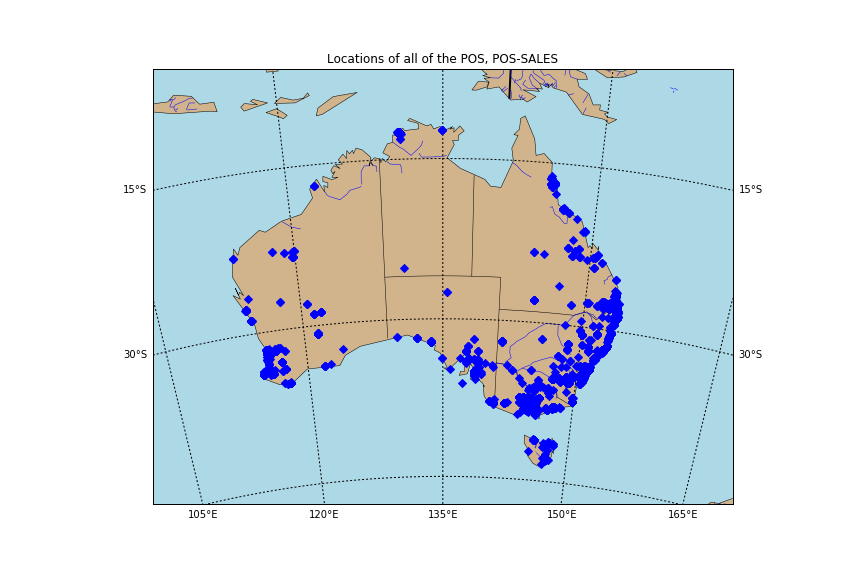 Locations of all of the POS, POS-SALES
15°S
15°S
30°S
30°S
105°E
120°E
135°E
150°E
165°E